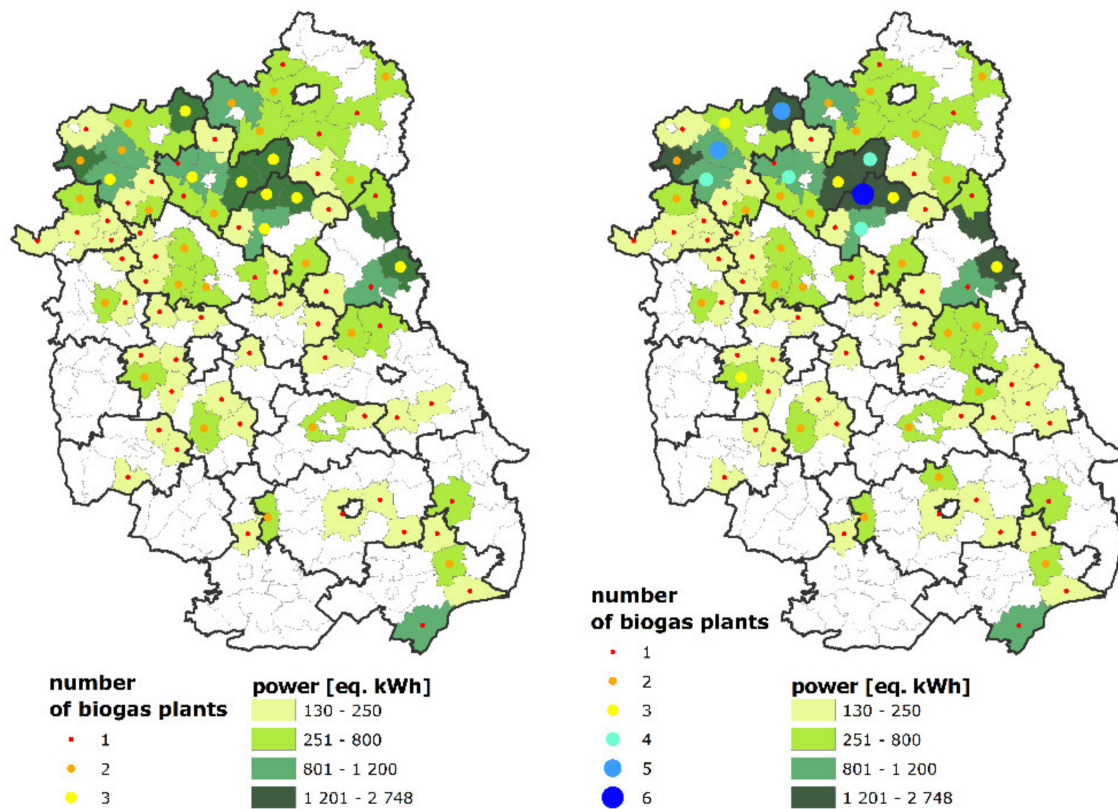 number
of biogas plants
1
2
3
power [eq. kWh]
130 - 250
251 - 800
801 - 1 200
1 201 - 2 748
number
of biogas plants
1
2
3
4
5
6
power [eq. kWh]
130 - 250
251 - 800
801 - 1 200
1 201 - 2 748